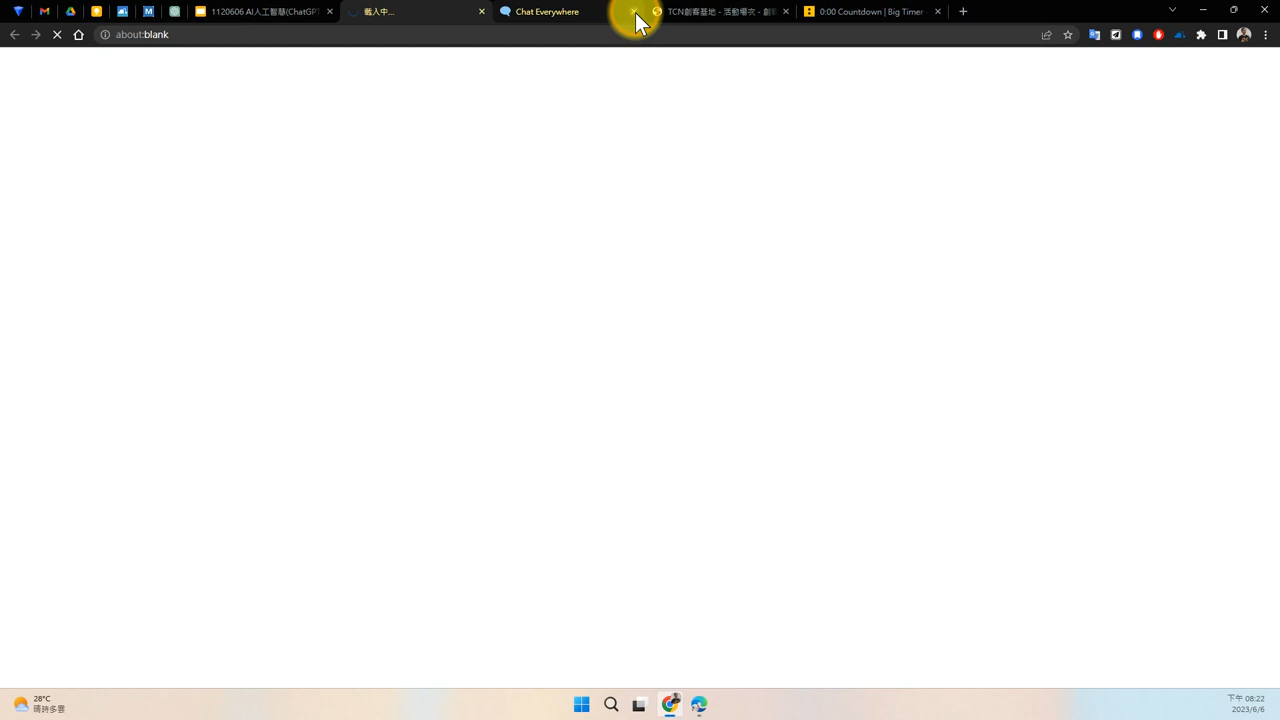 1120606 AI人工智慧(ChatGPT
載入中...
Chat Everywhere
TCN創客基地 - 活動場次 - 創客
0:00 Countdown | Big Timer
about:blank
28°C
晴時多雲
下午 08:22
2023/6/6